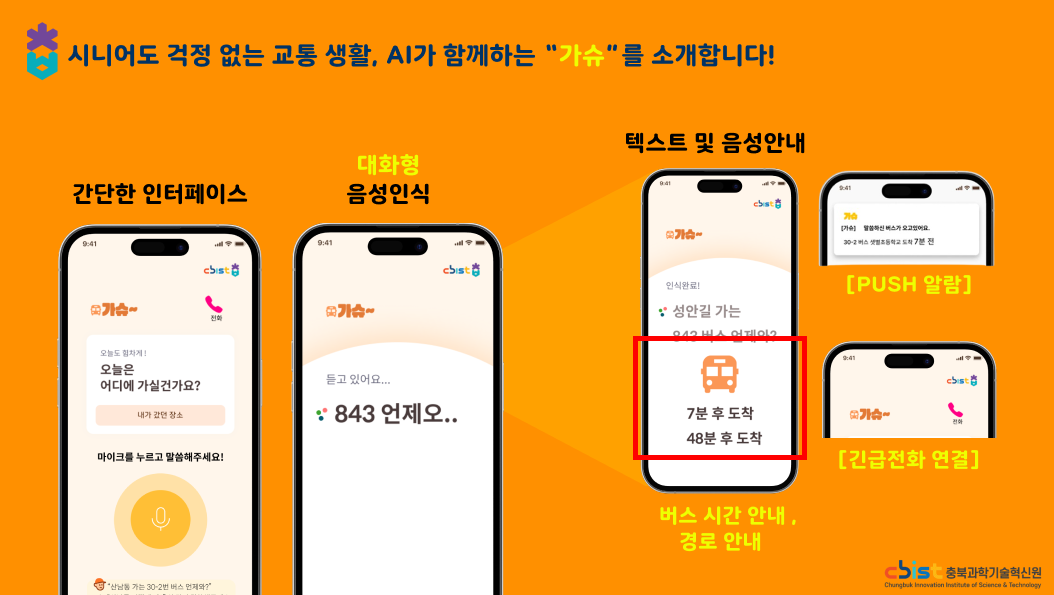 시니어도 걱정 없는 교통 생활, AI가 함께하는 “가슈”를 소개합니다!
간단한 인터페이스
9:41
cbist
가슈~
전화
오늘도 힘차게 !
오늘은
어디에 가실건가요?
내가 갔던 장소
마이크를 누르고 말씀해주세요!
“산남동 가는 30-2번 버스 언제와?”
대화형
음성인식
9:41
cbist
가슈~
듣고 있어요...
843 언제오..
텍스트 및 음성안내
9:41
cbist
가슈~
인식완료!
성안길 가는
843 버스 언제와?
7분 후 도착
48분 후 도착
버스 시간 안내 ,
경로 안내
9:41
가슈
[가슈] 말씀하신 버스가 오고있어요.
30-2 버스 샛별초등학교 도착 7분 전
[PUSH 알람]
9:41
cbist
가슈~
전화
[긴급전화 연결]
cbist 충북과학기술혁신원
Chungbuk Innovation Institute of Science & Technology